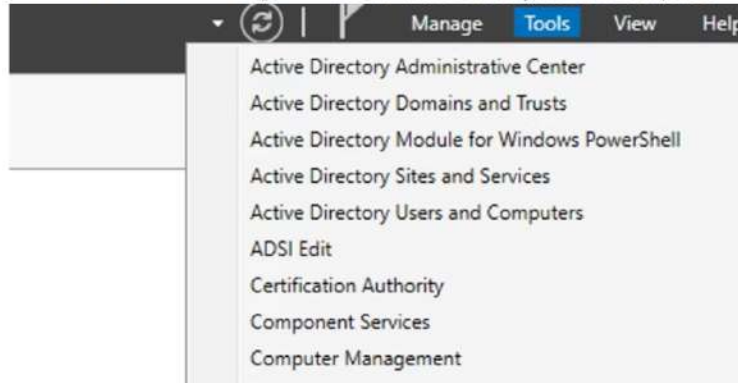 Manage Tools View Help
Active Directory Administrative Center
Active Directory Domains and Trusts
Active Directory Module for Windows PowerShell
Active Directory Sites and Services
Active Directory Users and Computers
ADSI Edit
Certification Authority
Component Services
Computer Management